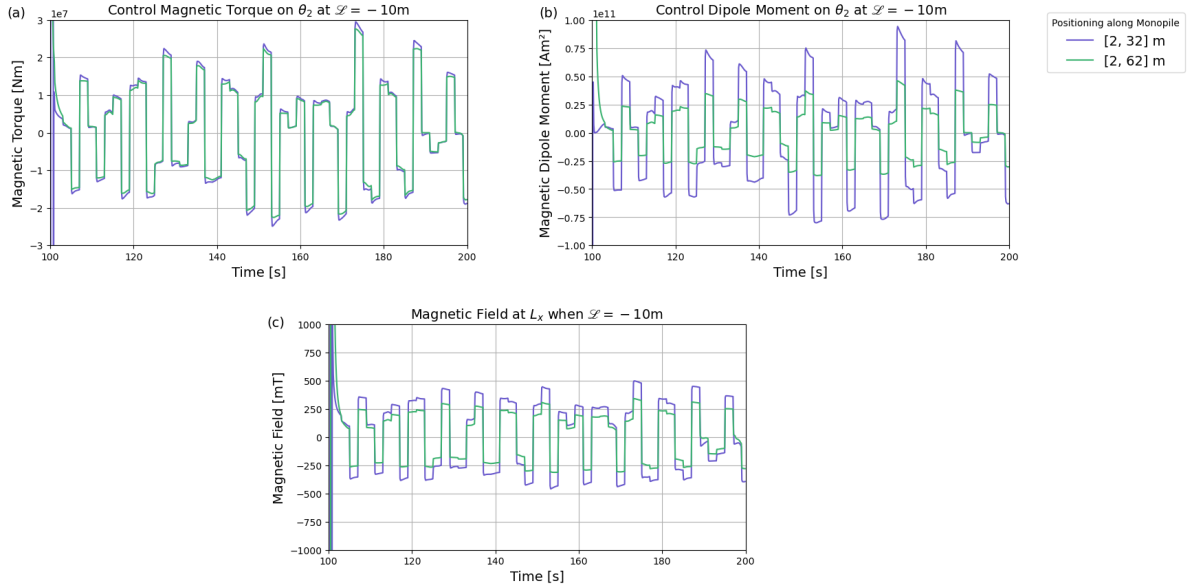 (a)
Control Magnetic Torque on θ₂ at ℒ = −10m
1e7
3
2
1
0
−1
−2
−3
Magnetic Torque [Nm]
100 120 140 160 180 200
Time [s]
(b)
Control Dipole Moment on θ₂ at ℒ = −10m
1e11
1.00
0.75
0.50
0.25
0.00
−0.25
−0.50
−0.75
−1.00
Magnetic Dipole Moment [Am²]
100 120 140 160 180 200
Time [s]
Positioning along Monopile
[2, 32] m
[2, 62] m
(c)
Magnetic Field at Lₓ when ℒ = −10m
1000
750
500
250
0
−250
−500
−750
−1000
Magnetic Field [mT]
100 120 140 160 180 200
Time [s]